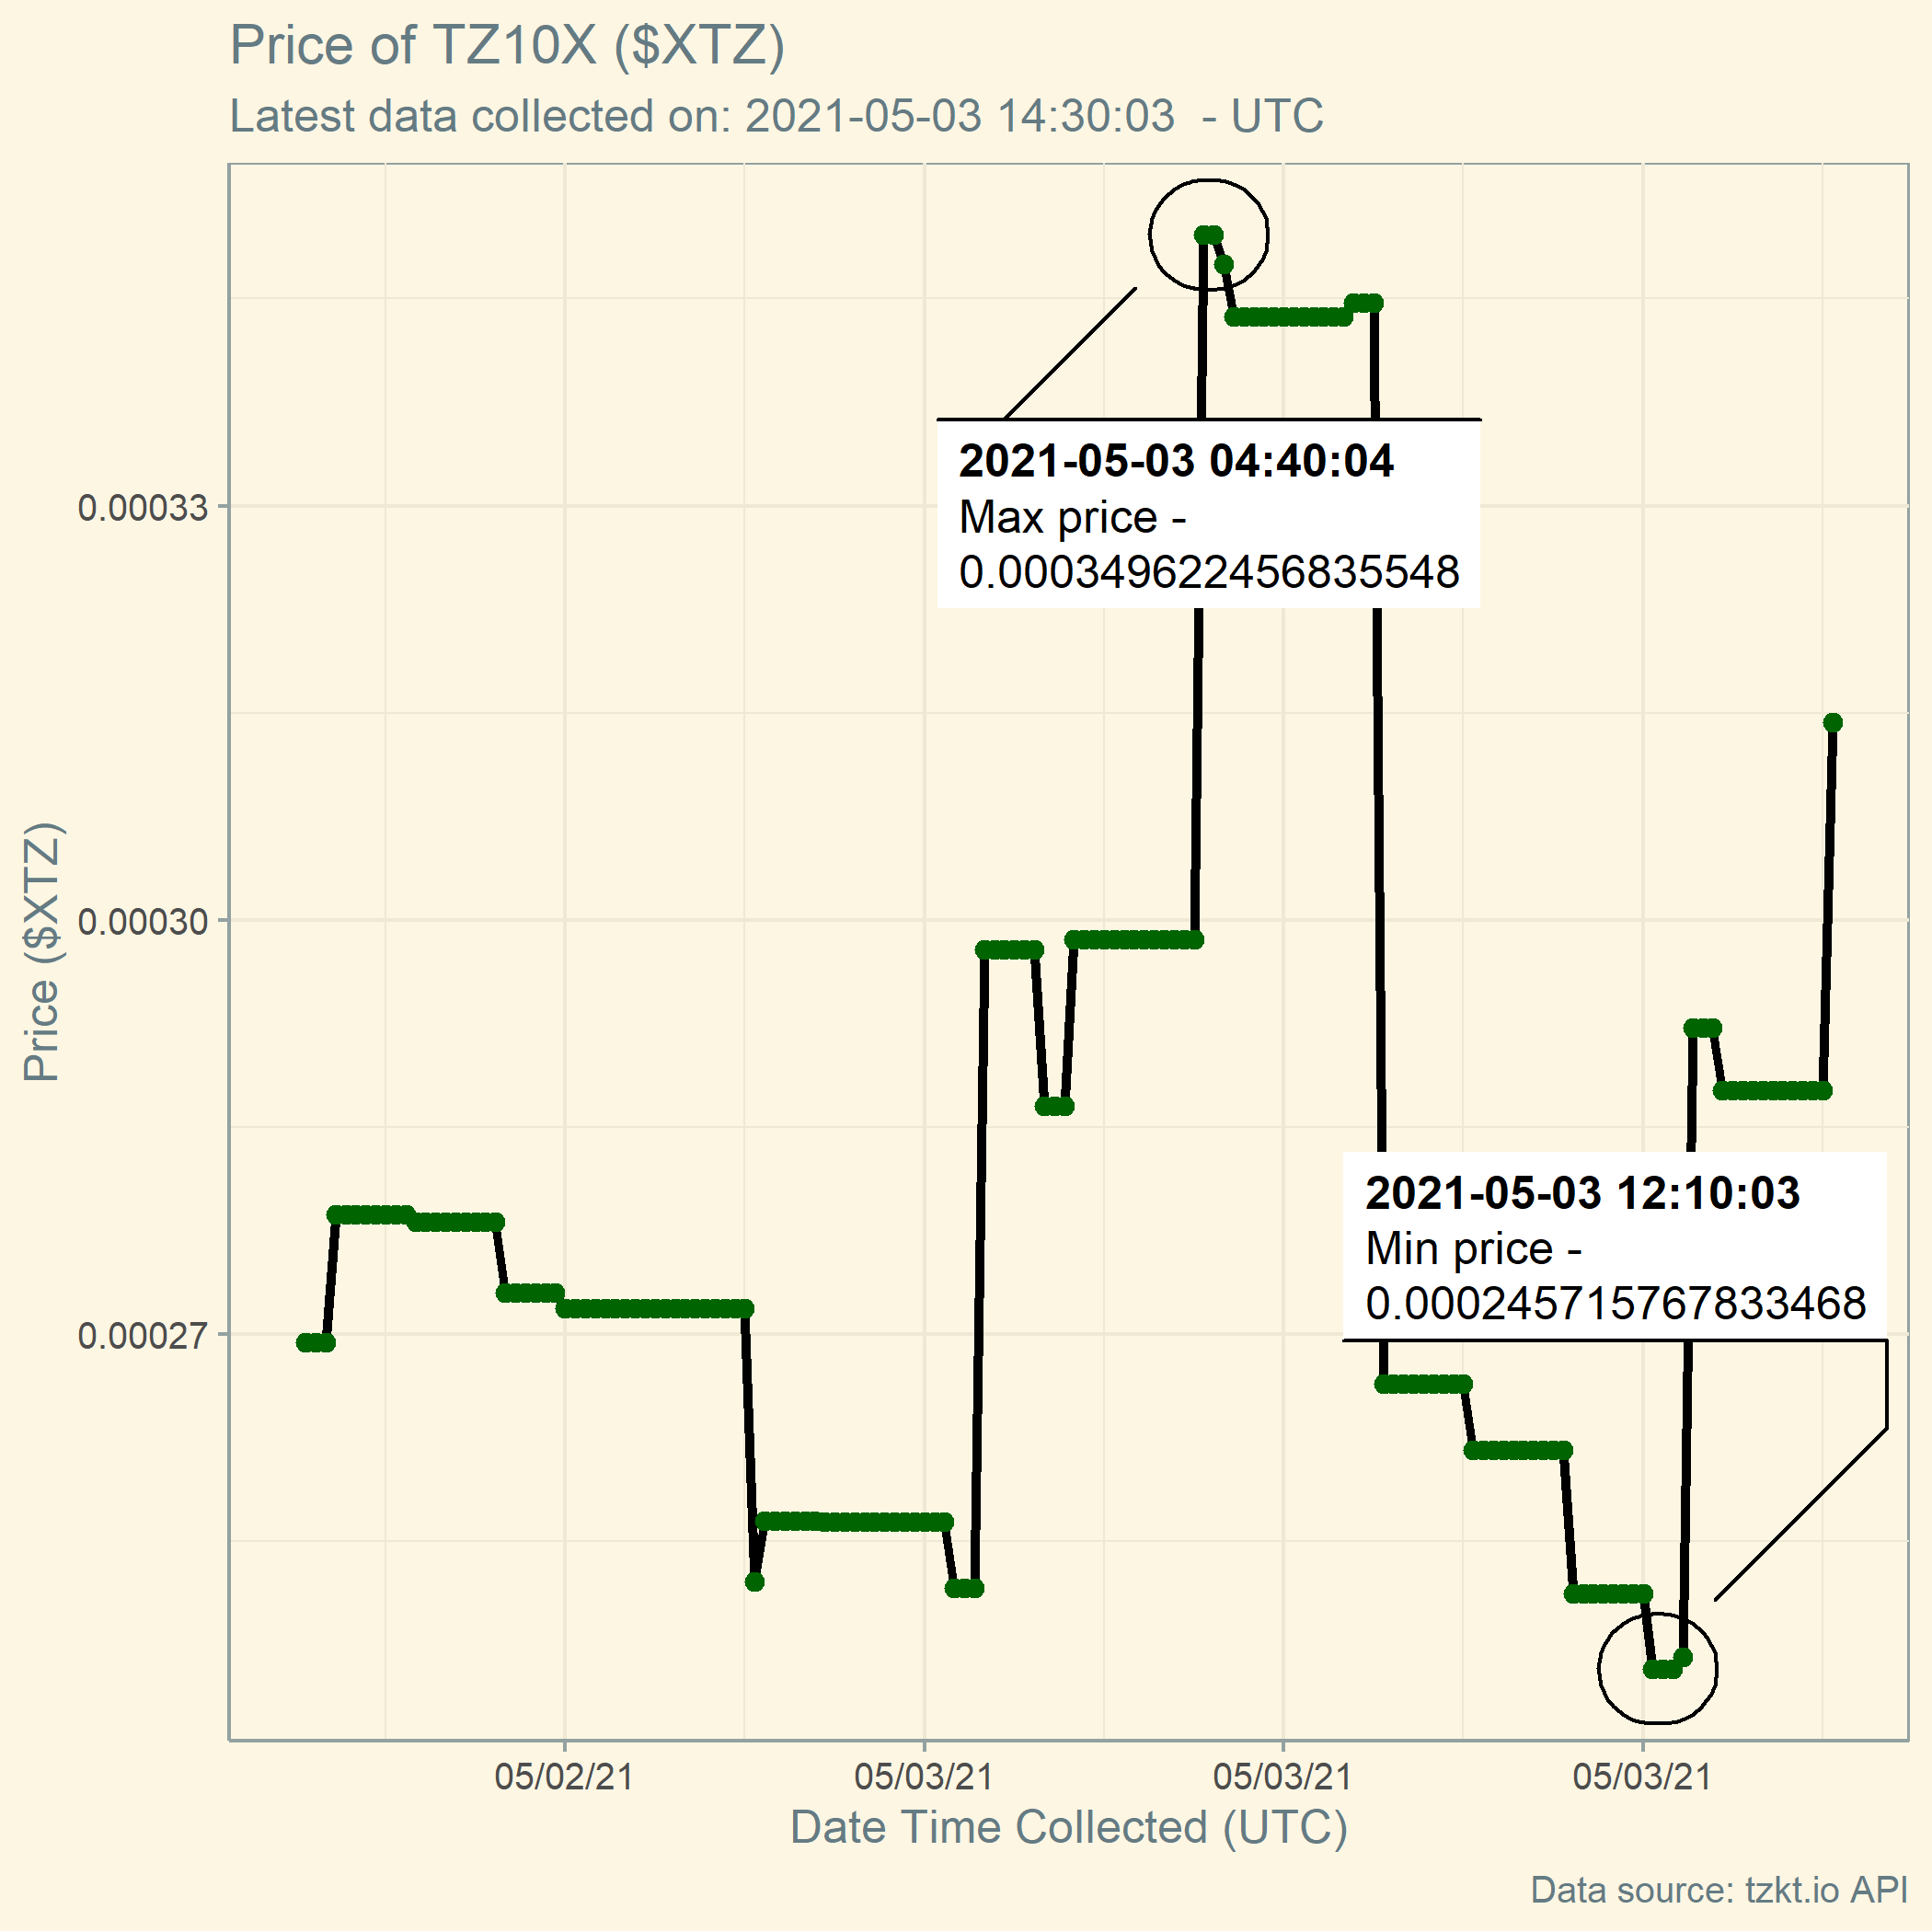 Price of TZ10X ($XTZ)
Latest data collected on: 2021-05-03 14:30:03  - UTC
2021-05-03 04:40:04
Max price -
0.000349622456835548
0.00033
0.00030
Price ($XTZ)
2021-05-03 12:10:03
Min price -
0.000245715767833468
0.00027
05/02/21 05/03/21 05/03/21 05/03/21
Date Time Collected (UTC)
Data source: tzkt.io API